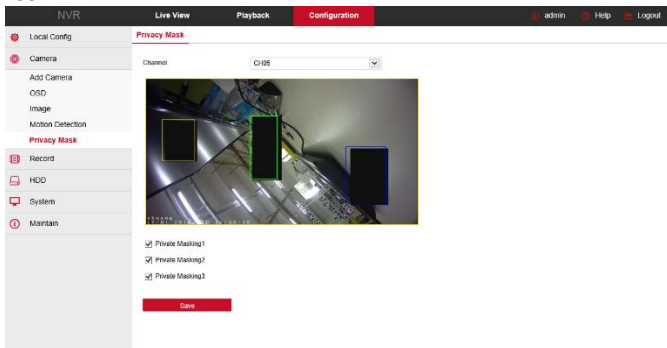 NVR Live View Playback Configuration admin Help Logout
Local Config
Camera
Add Camera
OSD
Image
Motion Detection
Privacy Mask
Record
HDD
System
Maintain
Privacy Mask
Channel CH05
Private Masking1
Private Masking2
Private Masking3
Save